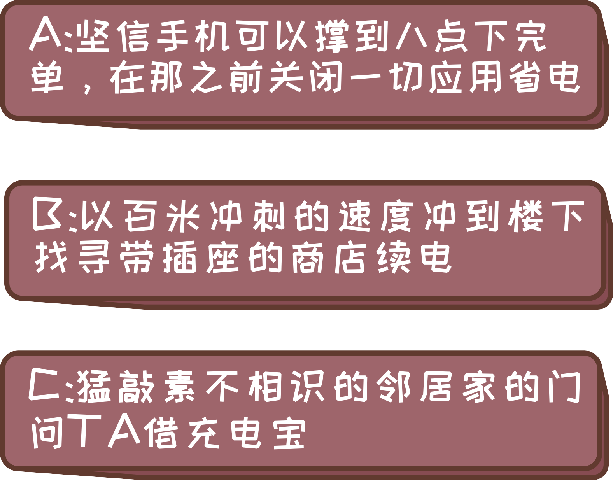 A:坚信手机可以撑到八点下完
单，在那之前关闭一切应用省电
B:以百米冲刺的速度冲到楼下
找寻带插座的商店续电
C:猛敲素不相识的邻居家的门
问TA借充电宝